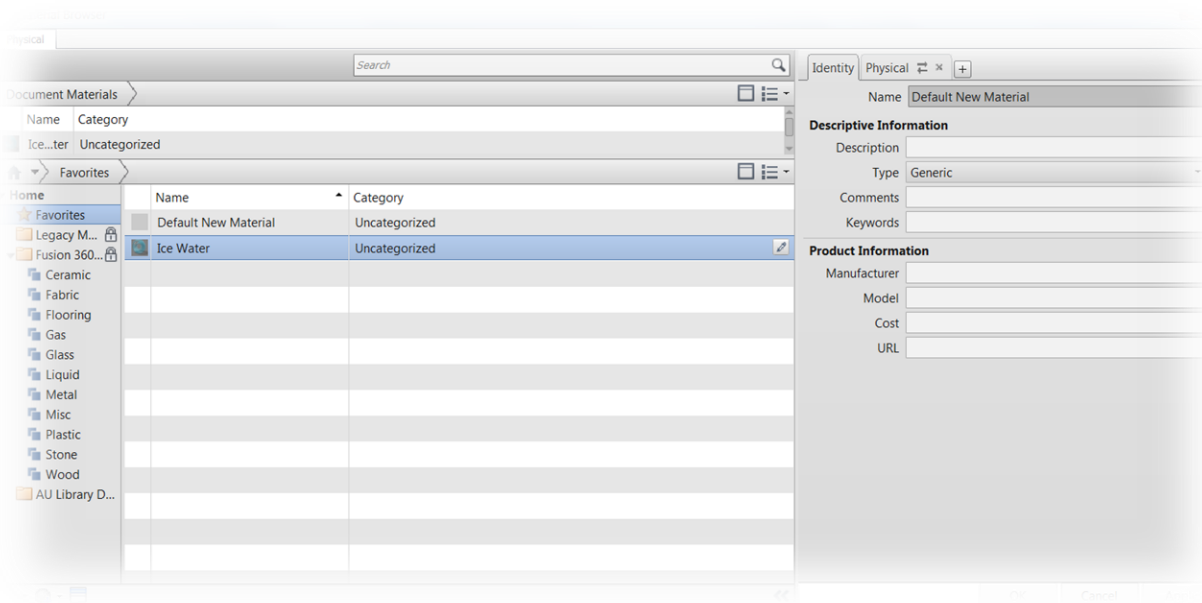 Physical
Search
Identity
Physical
Document Materials
Name Default New Material
Name Category
Descriptive Information
Ice...ter Uncategorized
Description
Favorites
Type Generic
Home
Name Category
Comments
Favorites
Default New Material Uncategorized
Keywords
Legacy M...
Ice Water Uncategorized
Fusion 360...
Product Information
Ceramic
Manufacturer
Fabric
Model
Flooring
Cost
Gas
URL
Glass
Liquid
Metal
Misc
Plastic
Stone
Wood
AU Library D...
OK
Cancel